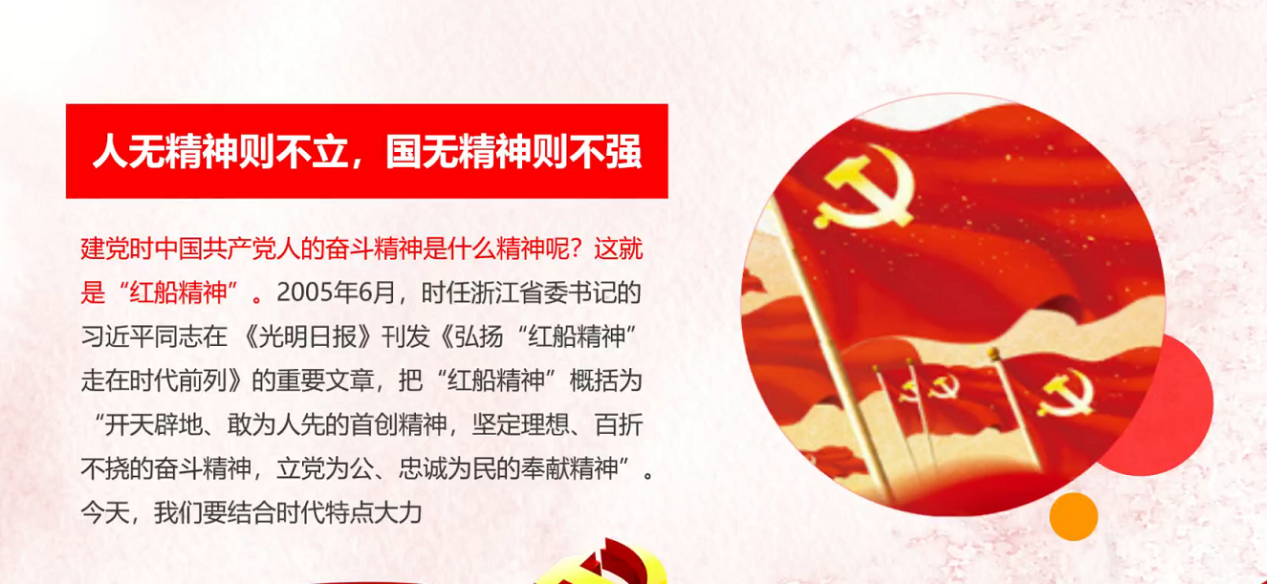 人无精神则不立，国无精神则不强
建党时中国共产党人的奋斗精神是什么精神呢？这就
是“红船精神”。2005年6月，时任浙江省委书记的
习近平同志在 《光明日报》刊发《弘扬“红船精神”
走在时代前列》的重要文章，把“红船精神”概括为
“开天辟地、敢为人先的首创精神，坚定理想、百折
不挠的奋斗精神，立党为公、忠诚为民的奉献精神”。
今天，我们要结合时代特点大力